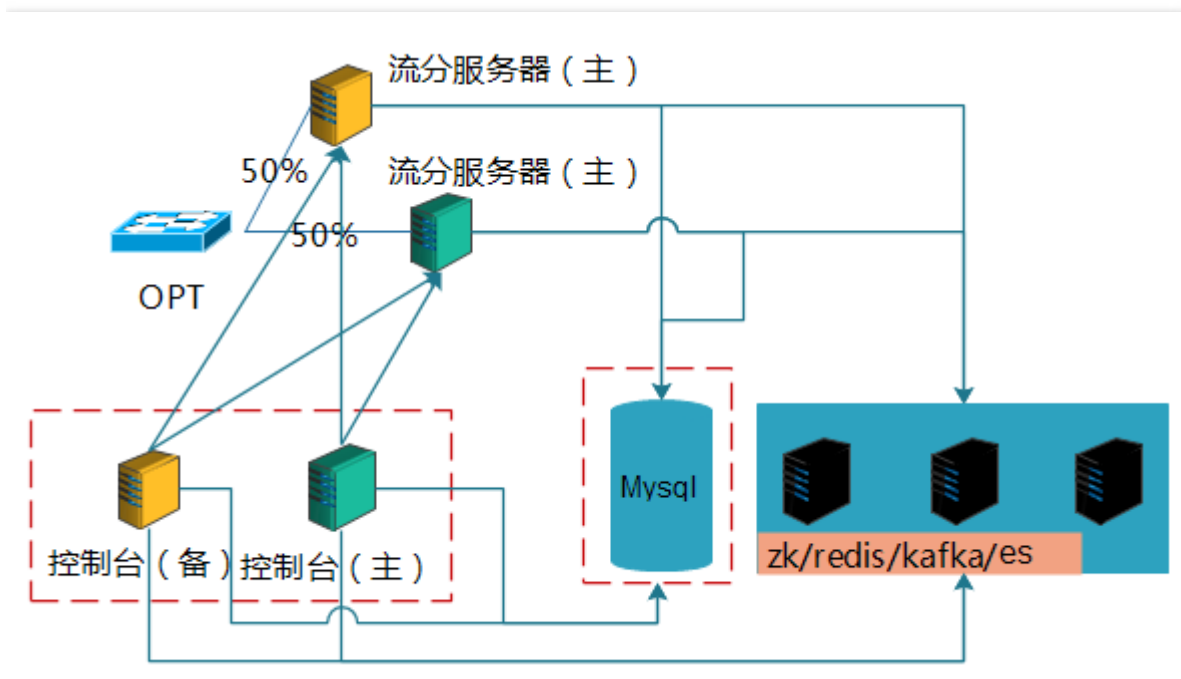 流分服务器（主）
50%
流分服务器（主）
50%
OPT
Mysql
控制台（备）
控制台（主）
zk/redis/kafka/es